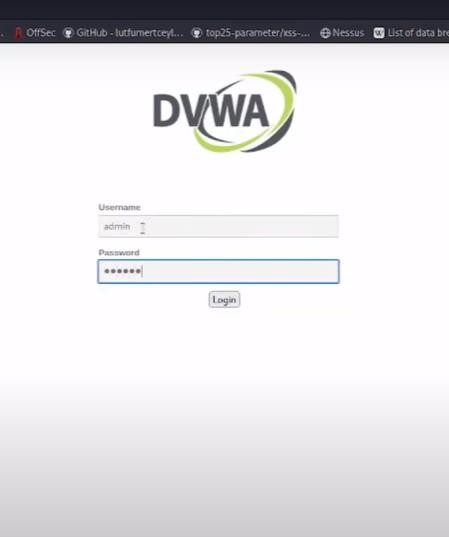 OffSec GitHub - lutfumertceyl... top25-parameter/xss-... Nessus List of data bre
DVWA
Username
admin
Password
••••••
Login